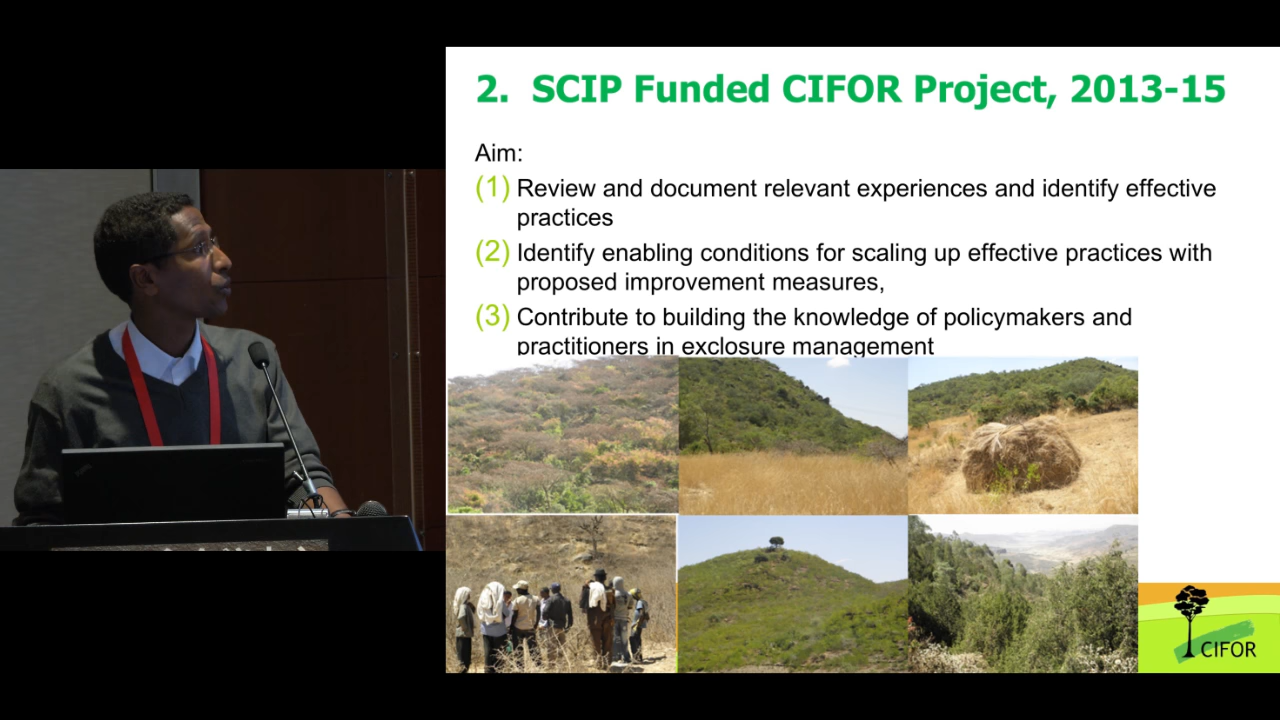 2. SCIP Funded CIFOR Project, 2013-15
Aim:
(1) Review and document relevant experiences and identify effective
practices
(2) Identify enabling conditions for scaling up effective practices with
proposed improvement measures,
(3) Contribute to building the knowledge of policymakers and
practitioners in exclosure management
CIFOR